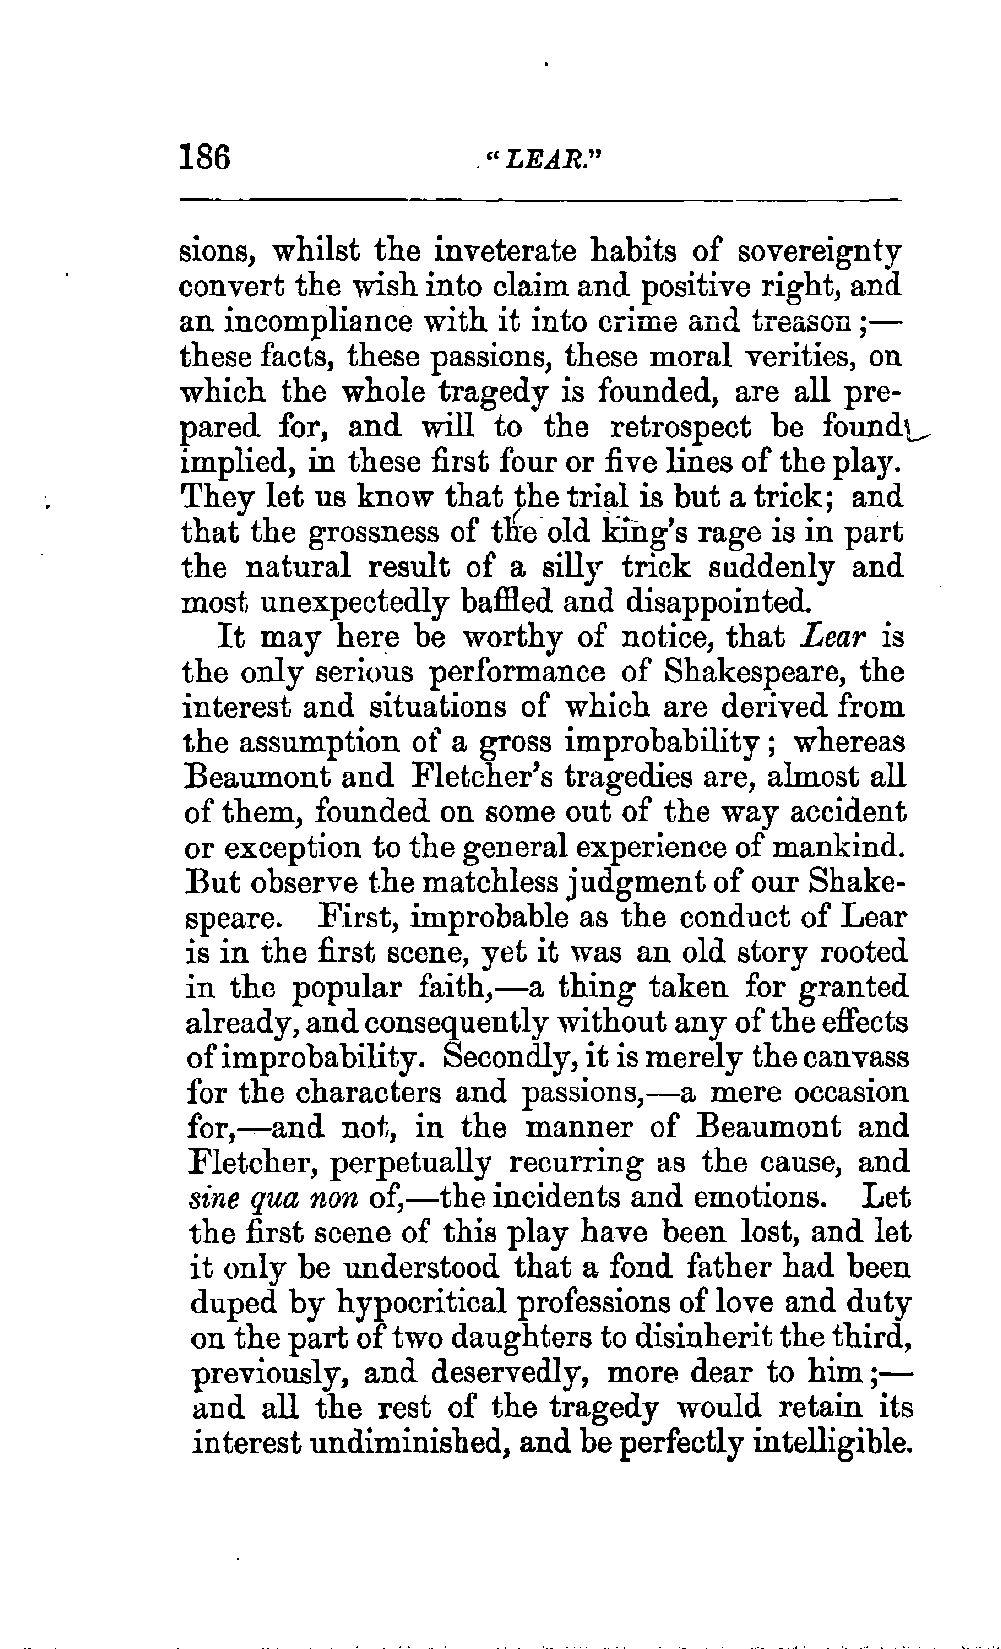 186 "LEAR."
sions, whilst the inveterate habits of sovereignty
convert the wish into claim and positive right, and
an incompliance with it into crime and treason;—
these facts, these passions, these moral verities, on
which the whole tragedy is founded, are all pre-
pared for, and will to the retrospect be found
implied, in these first four or five lines of the play.
They let us know that the trial is but a trick; and
that the grossness of the old king's rage is in part
the natural result of a silly trick suddenly and
most unexpectedly baffled and disappointed.
It may here be worthy of notice, that Lear is
the only serious performance of Shakespeare, the
interest and situations of which are derived from
the assumption of a gross improbability; whereas
Beaumont and Fletcher's tragedies are, almost all
of them, founded on some out of the way accident
or exception to the general experience of mankind.
But observe the matchless judgment of our Shake-
speare. First, improbable as the conduct of Lear
is in the first scene, yet it was an old story rooted
in the popular faith,—a thing taken for granted
already, and consequently without any of the effects
of improbability. Secondly, it is merely the canvass
for the characters and passions,—a mere occasion
for,—and not, in the manner of Beaumont and
Fletcher, perpetually recurring as the cause, and
sine qua non of,—the incidents and emotions. Let
the first scene of this play have been lost, and let
it only be understood that a fond father had been
duped by hypocritical professions of love and duty
on the part of two daughters to disinherit the third,
previously, and deservedly, more dear to him;—
and all the rest of the tragedy would retain its
interest undiminished, and be perfectly intelligible.